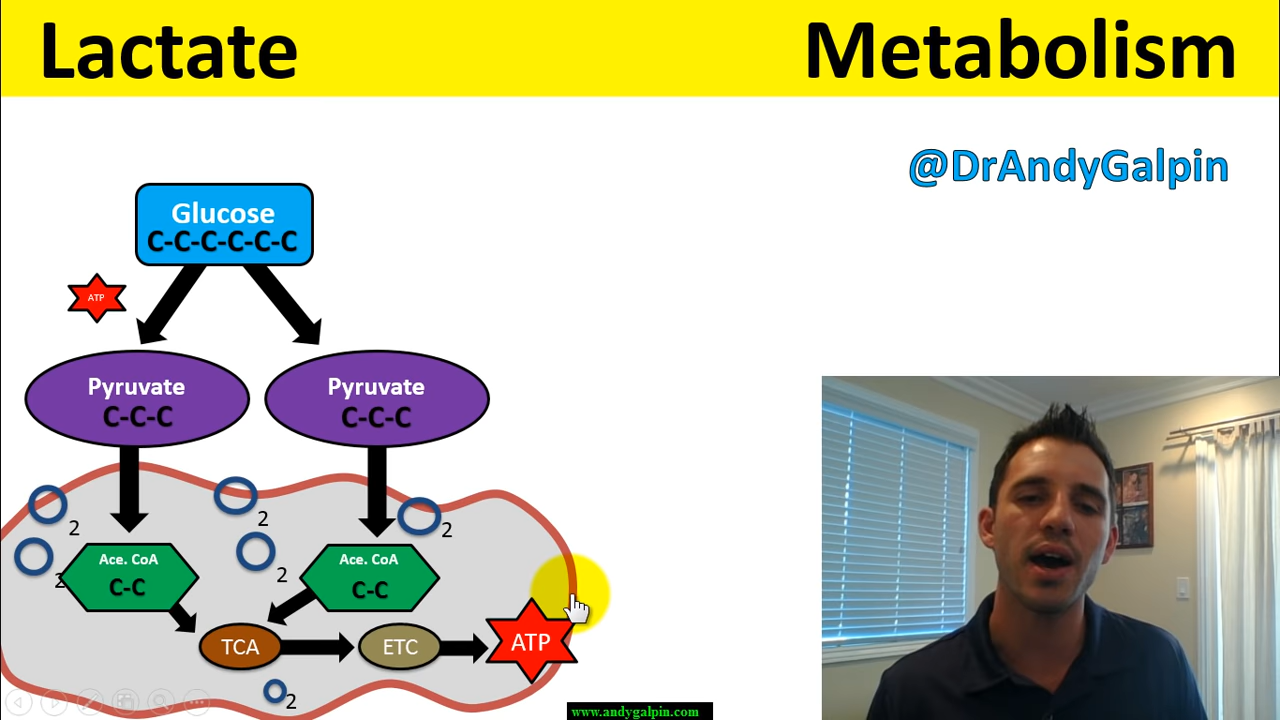 Lactate Metabolism
@DrAndyGalpin
Glucose
C-C-C-C-C-C
ATP
Pyruvate Pyruvate
C-C-C C-C-C
2 2 2
2 2
Ace. CoA Ace. CoA
C-C C-C
TCA ETC ATP
2
www.andygalpin.com